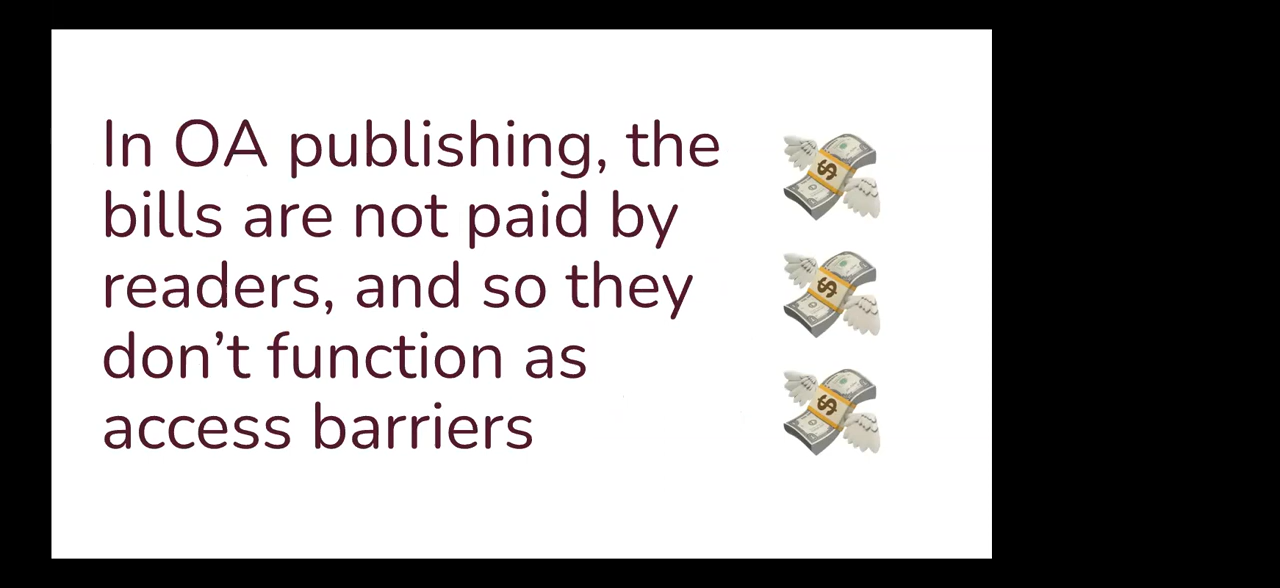 In OA publishing, the
bills are not paid by
readers, and so they
don’t function as
access barriers